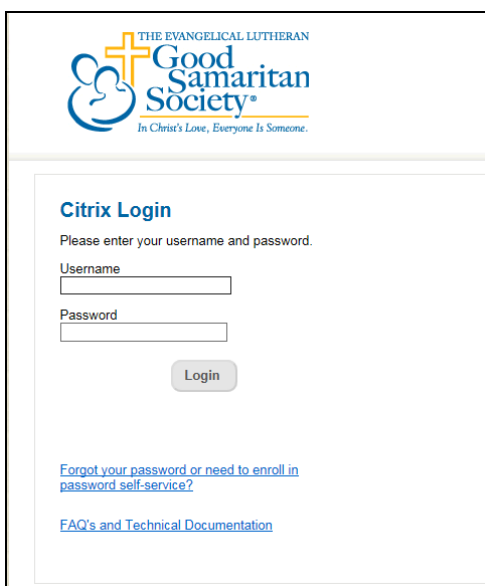 THE EVANGELICAL LUTHERAN
Good
Samaritan
Society®
In Christ's Love, Everyone Is Someone.
Citrix Login
Please enter your username and password.
Username
Password
Login
Forgot your password or need to enroll in
password self-service?
FAQ's and Technical Documentation